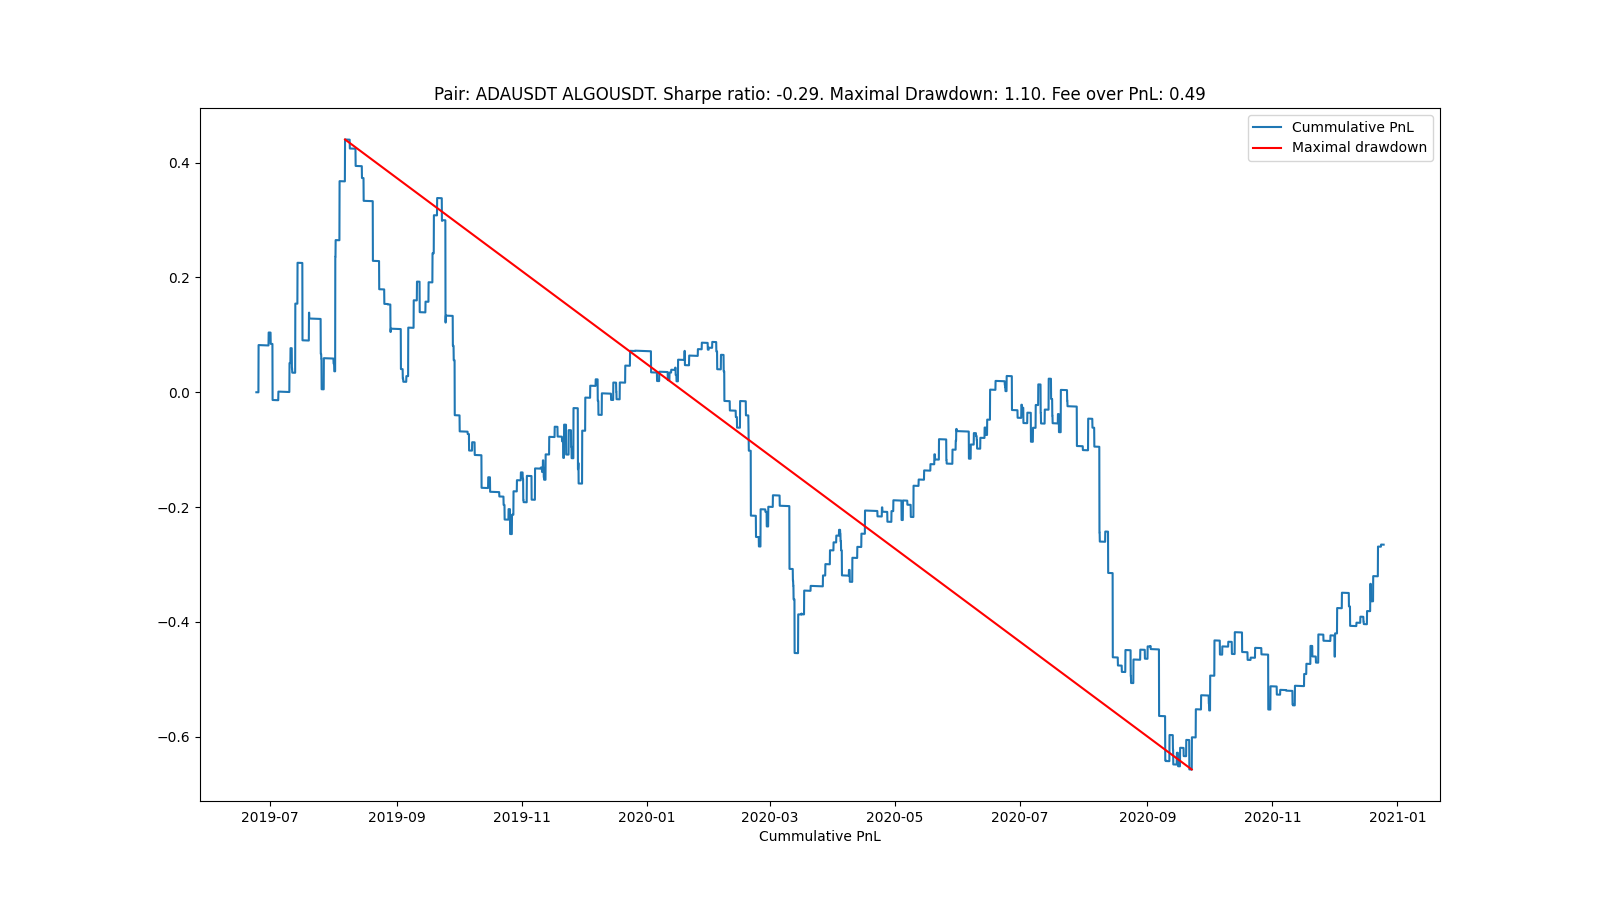 Pair: ADAUSDT ALGOUSDT. Sharpe ratio: -0.29. Maximal Drawdown: 1.10. Fee over PnL: 0.49
Cummulative PnL
Maximal drawdown
0.4
0.2
0.0
−0.2
−0.4
−0.6
2019-07 2019-09 2019-11 2020-01 2020-03 2020-05 2020-07 2020-09 2020-11 2021-01
Cummulative PnL